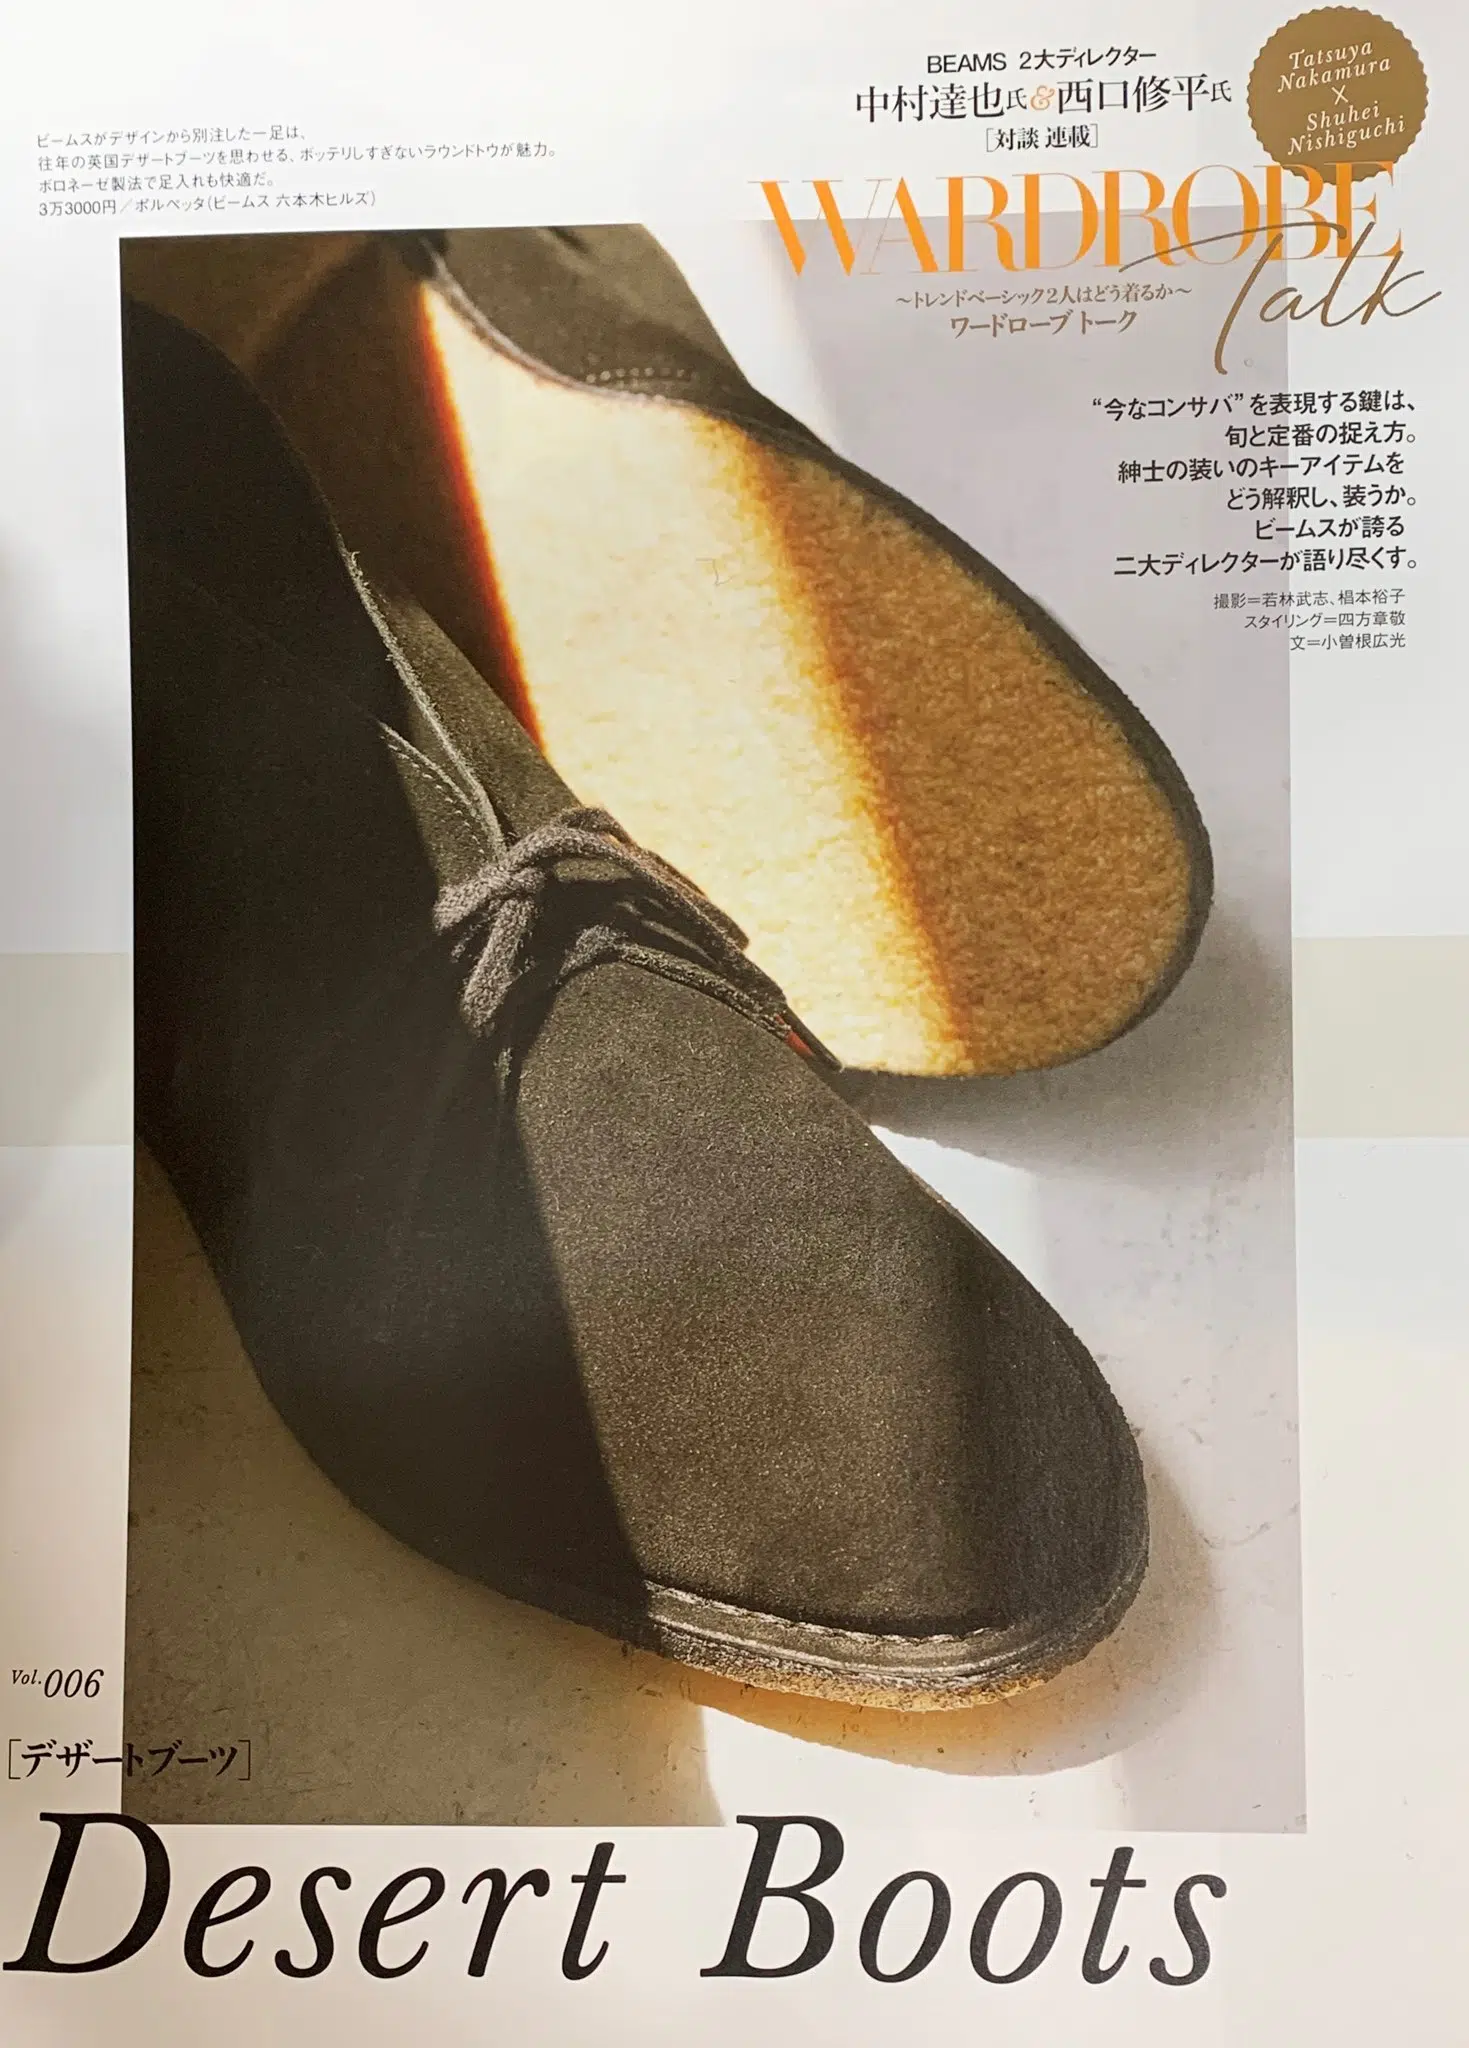 BEAMS 2大ディレクター
中村達也氏&西口修平氏
[対談 連載]
Tatsuya
Nakamura
×
Shuhei
Nishiguchi
WARDROBE
Talk
～トレンドベーシック2人はどう着るか～
ワードローブ トーク
ビームスがデザインから別注した一足は、
往年の英国デザートブーツを思わせる、ボッテリしすぎないラウンドトウが魅力。
ボロネーゼ製法で足入れも快適だ。
3万3000円／ボルペッタ(ビームス 六本木ヒルズ)
“今なコンサバ”を表現する鍵は、
旬と定番の捉え方。
紳士の装いのキーアイテムを
どう解釈し、装うか。
ビームスが誇る
二大ディレクターが語り尽くす。
撮影＝若林武志、椙本裕子
スタイリング＝四方章敬
文＝小曽根広光
Vol.006
[デザートブーツ]
Desert Boots